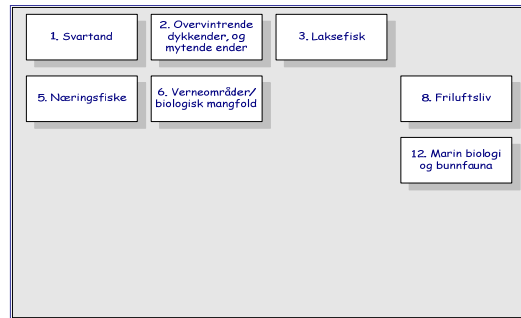 1. Svartand
2. Overvintrende
dykkender, og
mytende ender
3. Laksefisk
5. Næringsfiske
6. Verneområder/
biologisk mangfold
8. Friluftsliv
12. Marin biologi
og bunnfauna